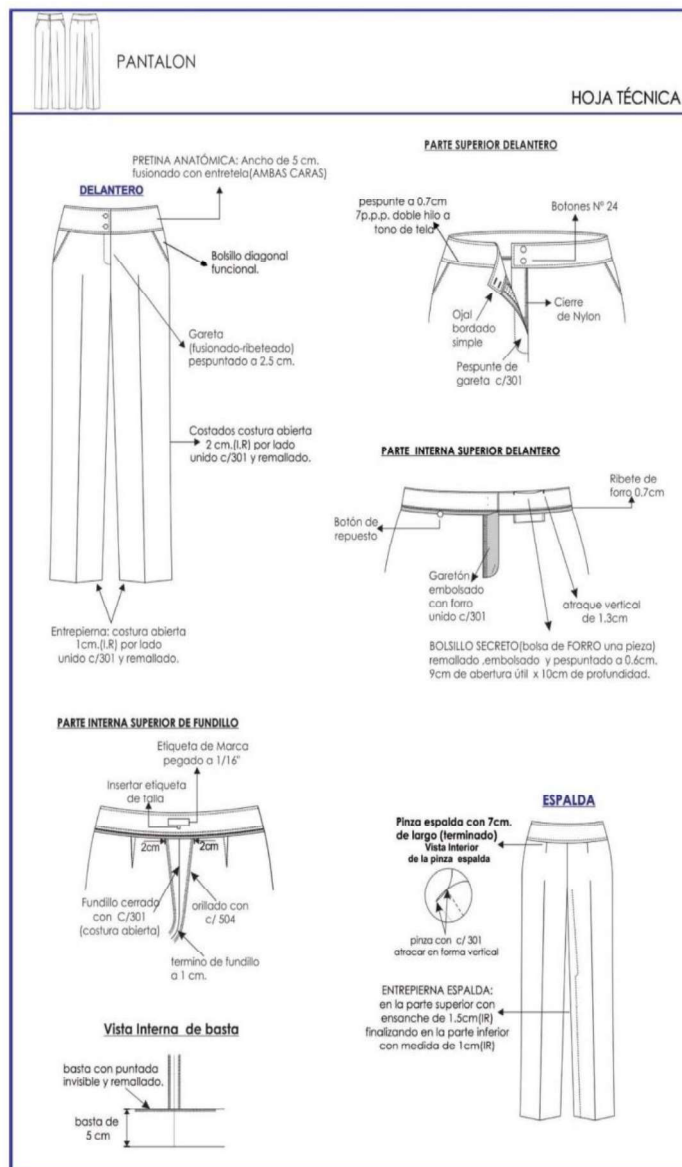 PANTALON
HOJA TÉCNICA
PRETINA ANATÓMICA: Ancho de 5 cm.
fusionado con entretela(AMBAS CARAS)
DELANTERO
Bolsillo diagonal
funcional.
Gareta
(fusionado-ribeteado)
pespuntado a 2.5 cm.
Costados costura abierta
2 cm.(I.R) por lado
unido c/301 y remallado.
Entrepierna: costura abierta
1cm.(I.R) por lado
unido c/301 y remallado.
PARTE SUPERIOR DELANTERO
pespunte a 0.7cm
7p.p.p. doble hilo a
tono de tela
Botones Nº 24
Ojal
bordado
simple
Cierre
de Nylon
Pespunte de
gareta c/301
PARTE INTERNA SUPERIOR DELANTERO
Ribete de
forro 0.7cm
Botón de
repuesto
Garetón
embolsado
con forro
unido c/301
atraque vertical
de 1.3cm
BOLSILLO SECRETO(bolsa de FORRO una pieza)
remallado ,embolsado y pespuntado a 0.6cm.
9cm de abertura útil x 10cm de profundidad.
PARTE INTERNA SUPERIOR DE FUNDILLO
Etiqueta de Marca
pegado a 1/16"
Insertar etiqueta
de talla
2cm
2cm
Fundillo cerrado
con C/301
(costura abierta)
orillado con
c/ 504
termino de fundillo
a 1 cm.
ESPALDA
Pinza espalda con 7cm.
de largo (terminado)
Vista Interior
de la pinza espalda
pinza con c/301
atracar en forma vertical
ENTREPIERNA ESPALDA:
en la parte superior con
ensanche de 1.5cm(IR)
finalizando en la parte inferior
con medida de 1cm(IR)
Vista Interna de basta
basta con puntada
invisible y remallado.
basta de
5 cm